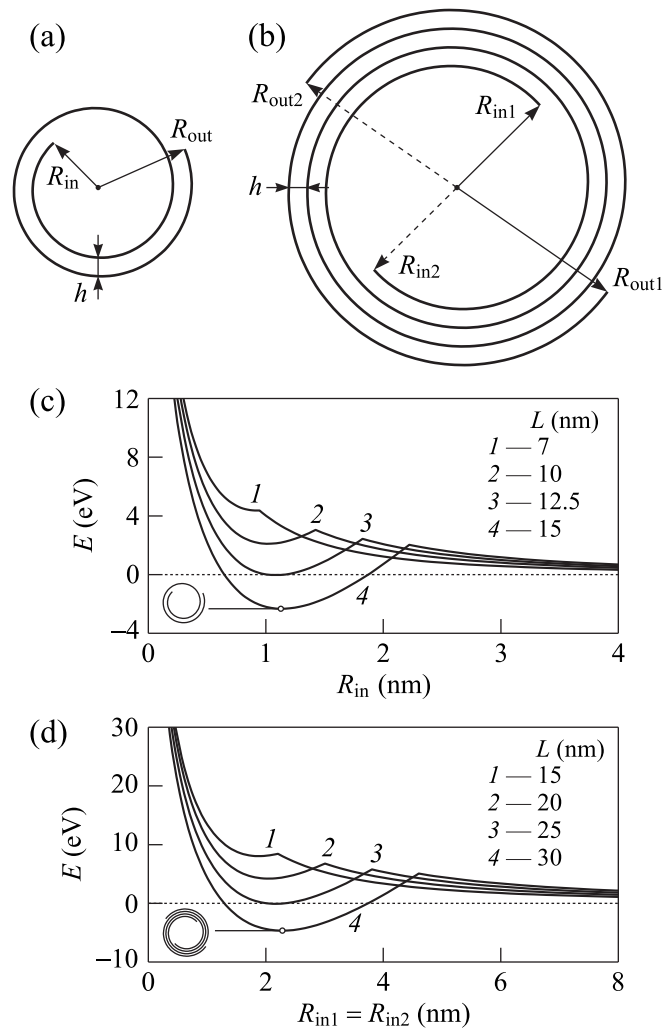 (a)
(b)
R_in
R_out
h
R_out2
R_in1
h
R_in2
R_out1
(c)
12
8
4
0
−4
E (eV)
L (nm)
1 — 7
2 — 10
3 — 12.5
4 — 15
1
2
3
4
0
1
2
3
4
R_in (nm)
(d)
30
20
10
0
−10
E (eV)
L (nm)
1 — 15
2 — 20
3 — 25
4 — 30
1
2
3
4
0
2
4
6
8
R_in1 = R_in2 (nm)